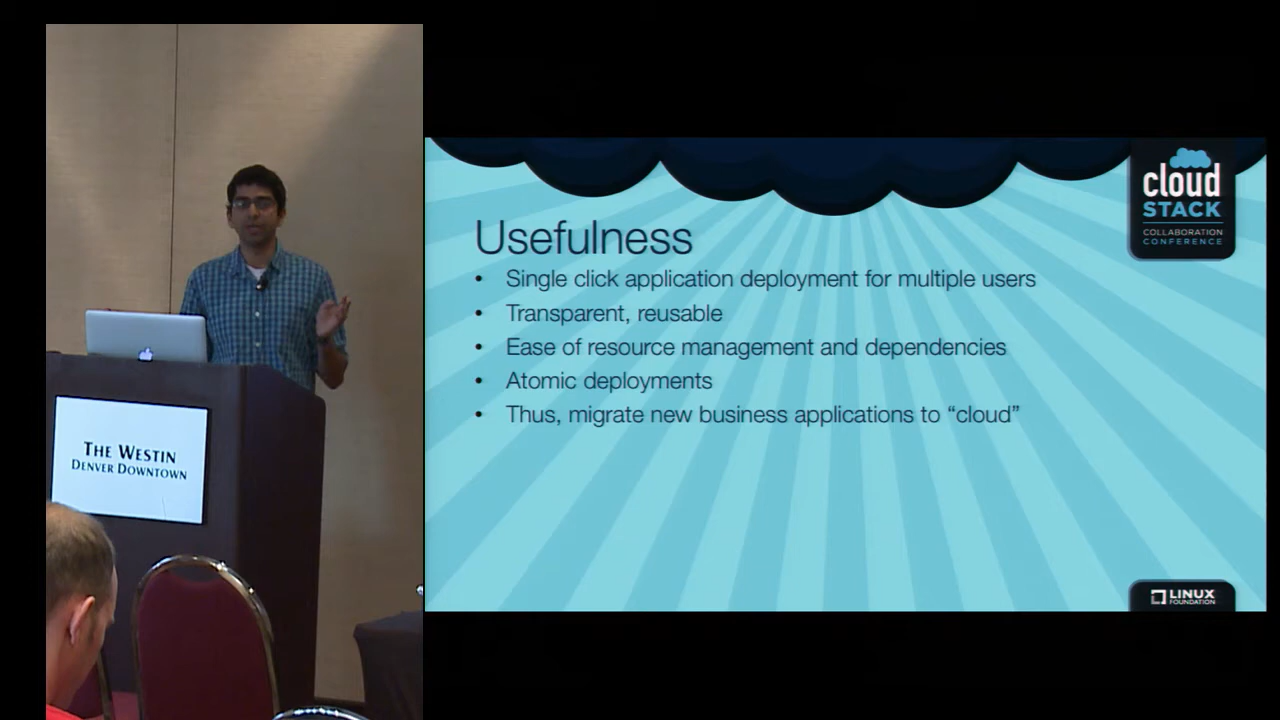 THE WESTIN
DENVER DOWNTOWN
cloud
STACK
COLLABORATION
CONFERENCE
Usefulness
• Single click application deployment for multiple users
• Transparent, reusable
• Ease of resource management and dependencies
• Atomic deployments
• Thus, migrate new business applications to “cloud”
LINUX
FOUNDATION